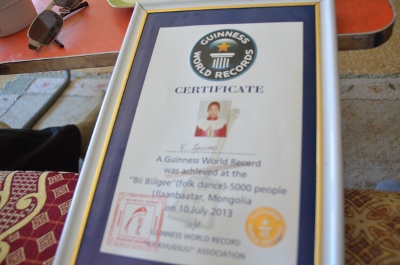 GUINNESS
WORLD RECORDS
CERTIFICATE
A Guinness World Record
was achieved at the
"Bii Biilgee"(folk dance)-5000 people
Ulaanbaatar, Mongolia
on 10 July 2013
GUINNESS WORLD RECORD
ASSOCIATION